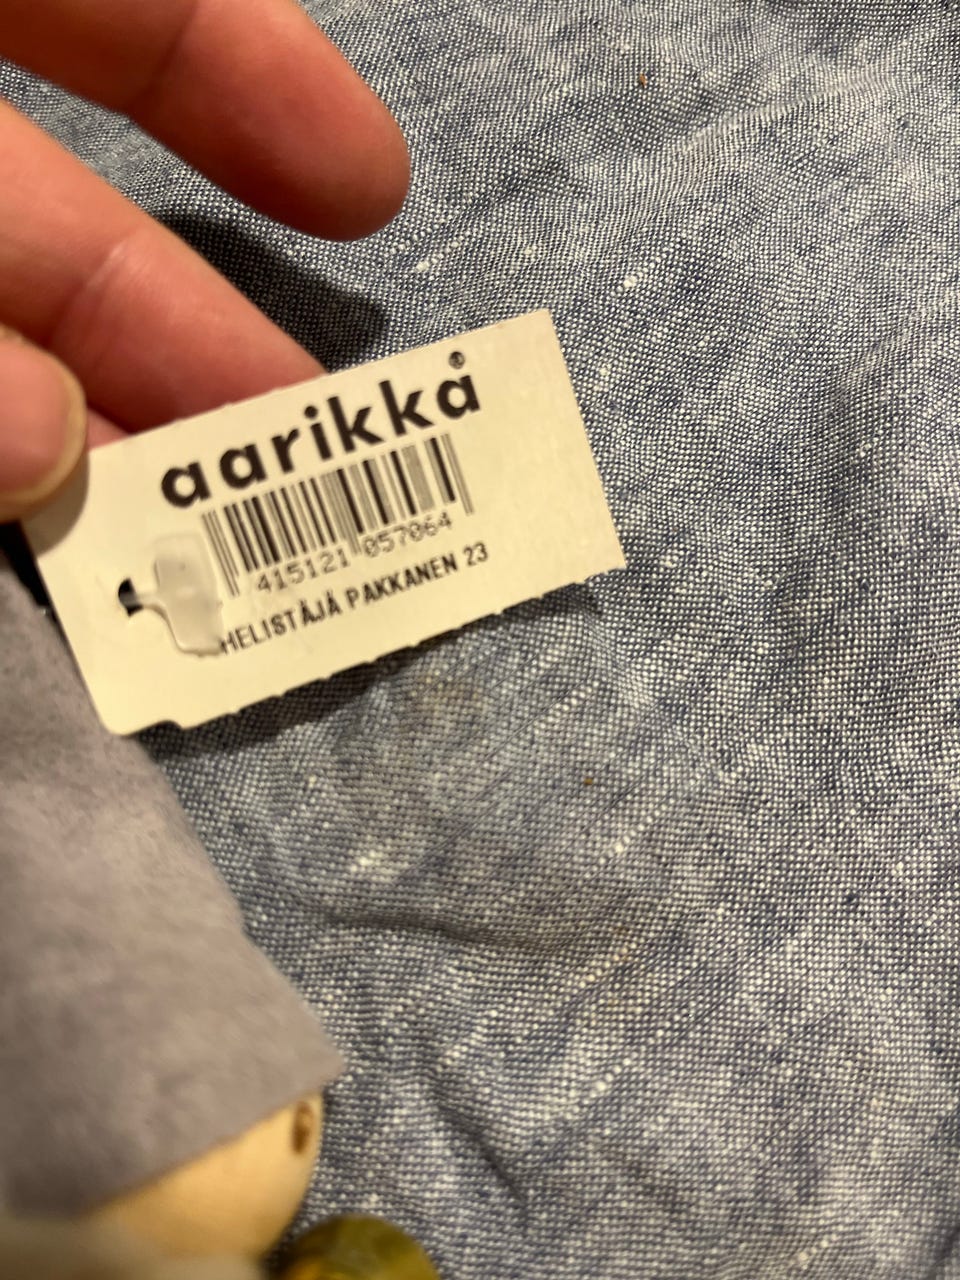 aarikka®
415121 057064
HELISTÄJÄ PAKKANEN 23